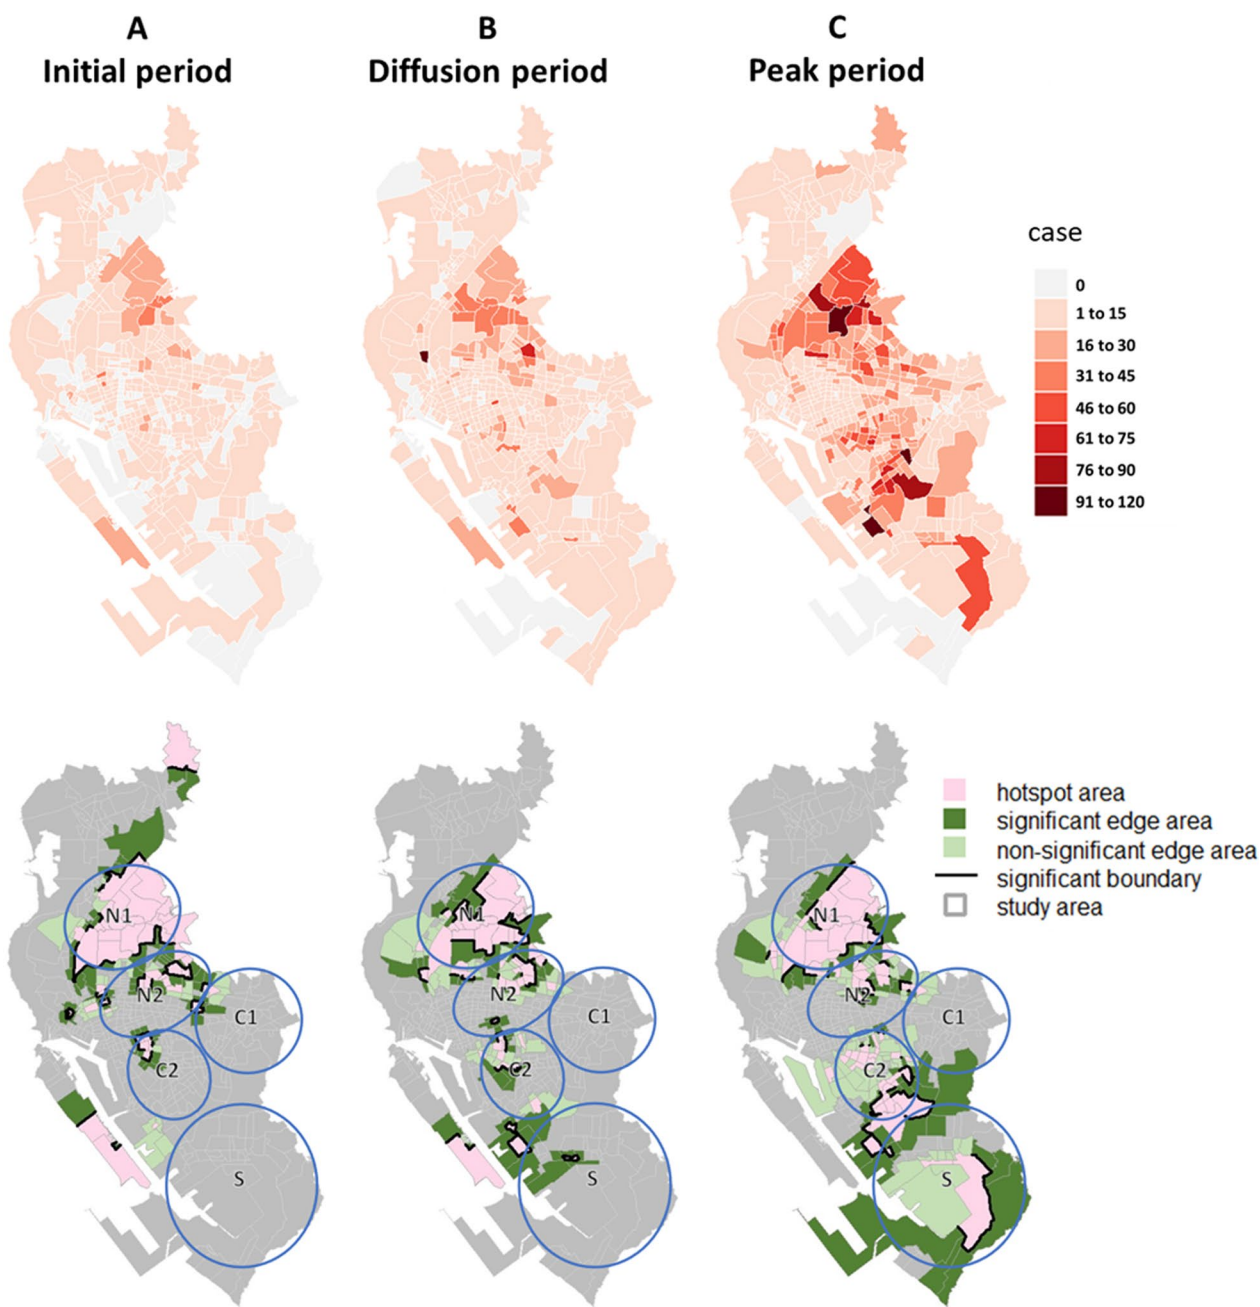 A
B
C
Initial period
Diffusion period
Peak period
case
0
1 to 15
16 to 30
31 to 45
46 to 60
61 to 75
76 to 90
91 to 120
hotspot area
significant edge area
non-significant edge area
significant boundary
study area
N1
N2
C1
C2
S
N1
N2
C1
C2
S
N1
N2
C1
C2
S